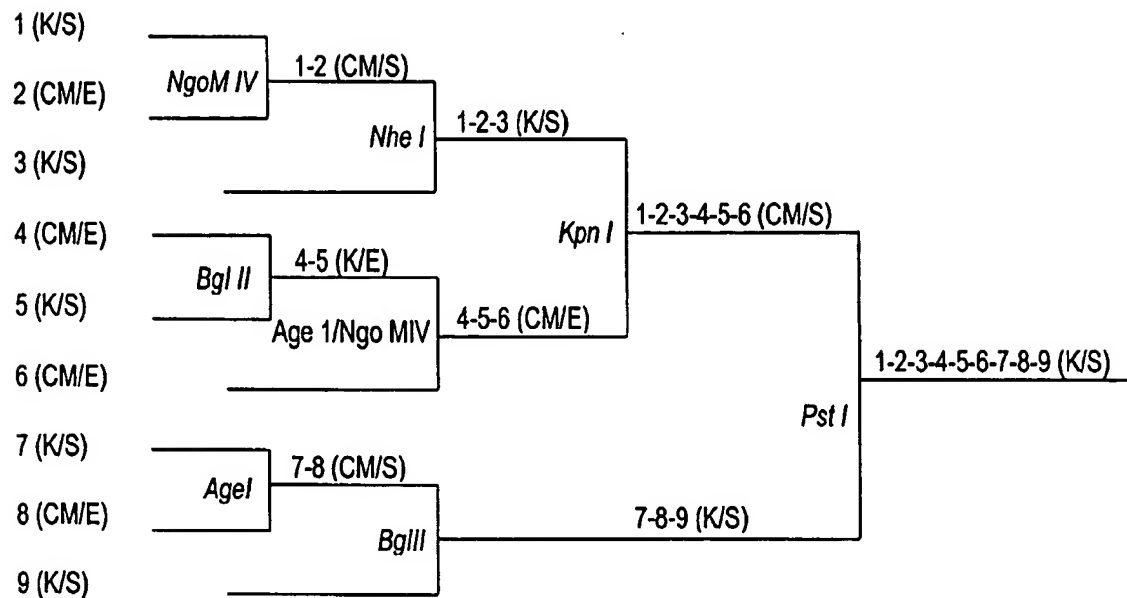 1 (K/S)
NgoM IV
1-2 (CM/S)
2 (CM/E)
Nhe I
1-2-3 (K/S)
3 (K/S)
Kpn I
1-2-3-4-5-6 (CM/S)
4 (CM/E)
Bgl II
4-5 (K/E)
5 (K/S)
Age 1/Ngo MIV
4-5-6 (CM/E)
6 (CM/E)
Pst I
1-2-3-4-5-6-7-8-9 (K/S)
7 (K/S)
AgeI
7-8 (CM/S)
8 (CM/E)
BglII
7-8-9 (K/S)
9 (K/S)